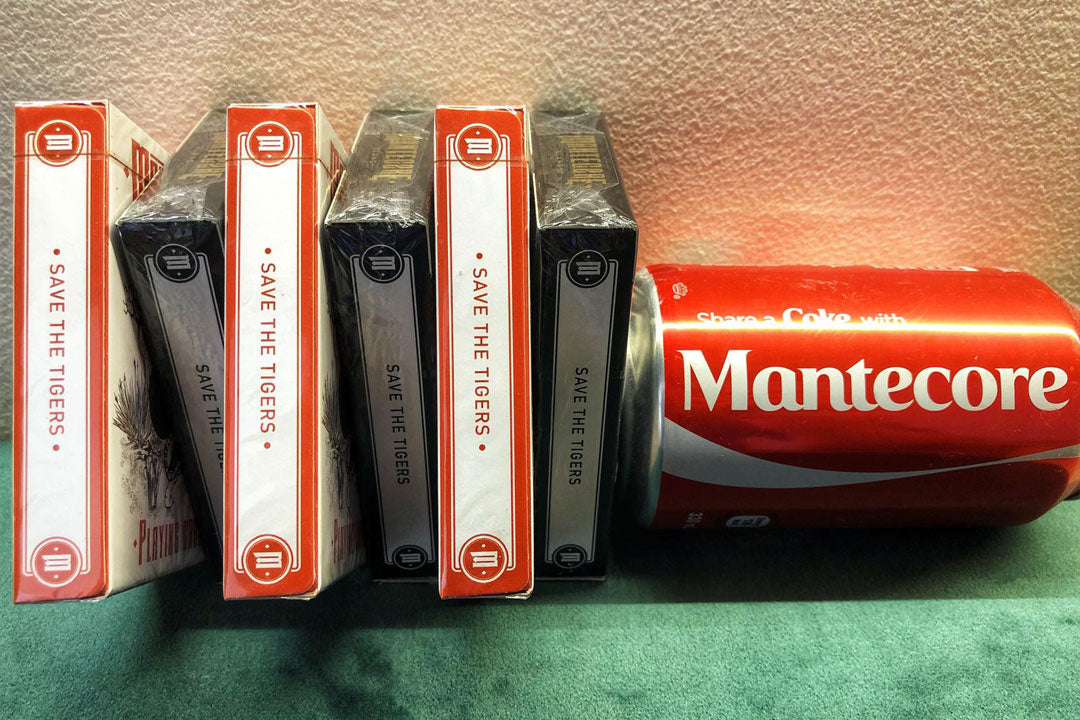 M
• SAVE THE TIGERS •
M
PLAYING
M
SAVE THE
M
• SAVE THE TIGERS •
M
M
SAVE THE TIGERS
M
M
• SAVE THE TIGERS •
M
M
SAVE THE TIGERS
M
Share a Coke with
Mantecore